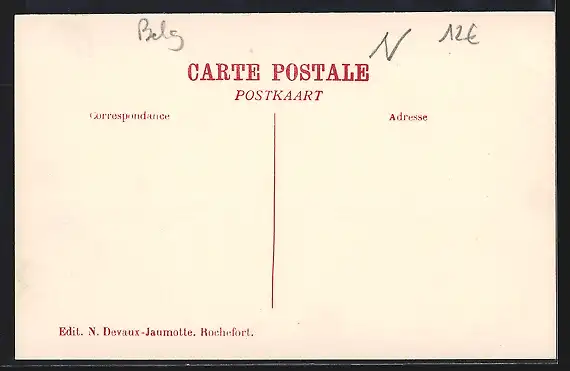 Belg N 12€
CARTE POSTALE
POSTKAART
Correspondance Adresse
Edit. N. Devaux-Jaumotte. Rochefort.